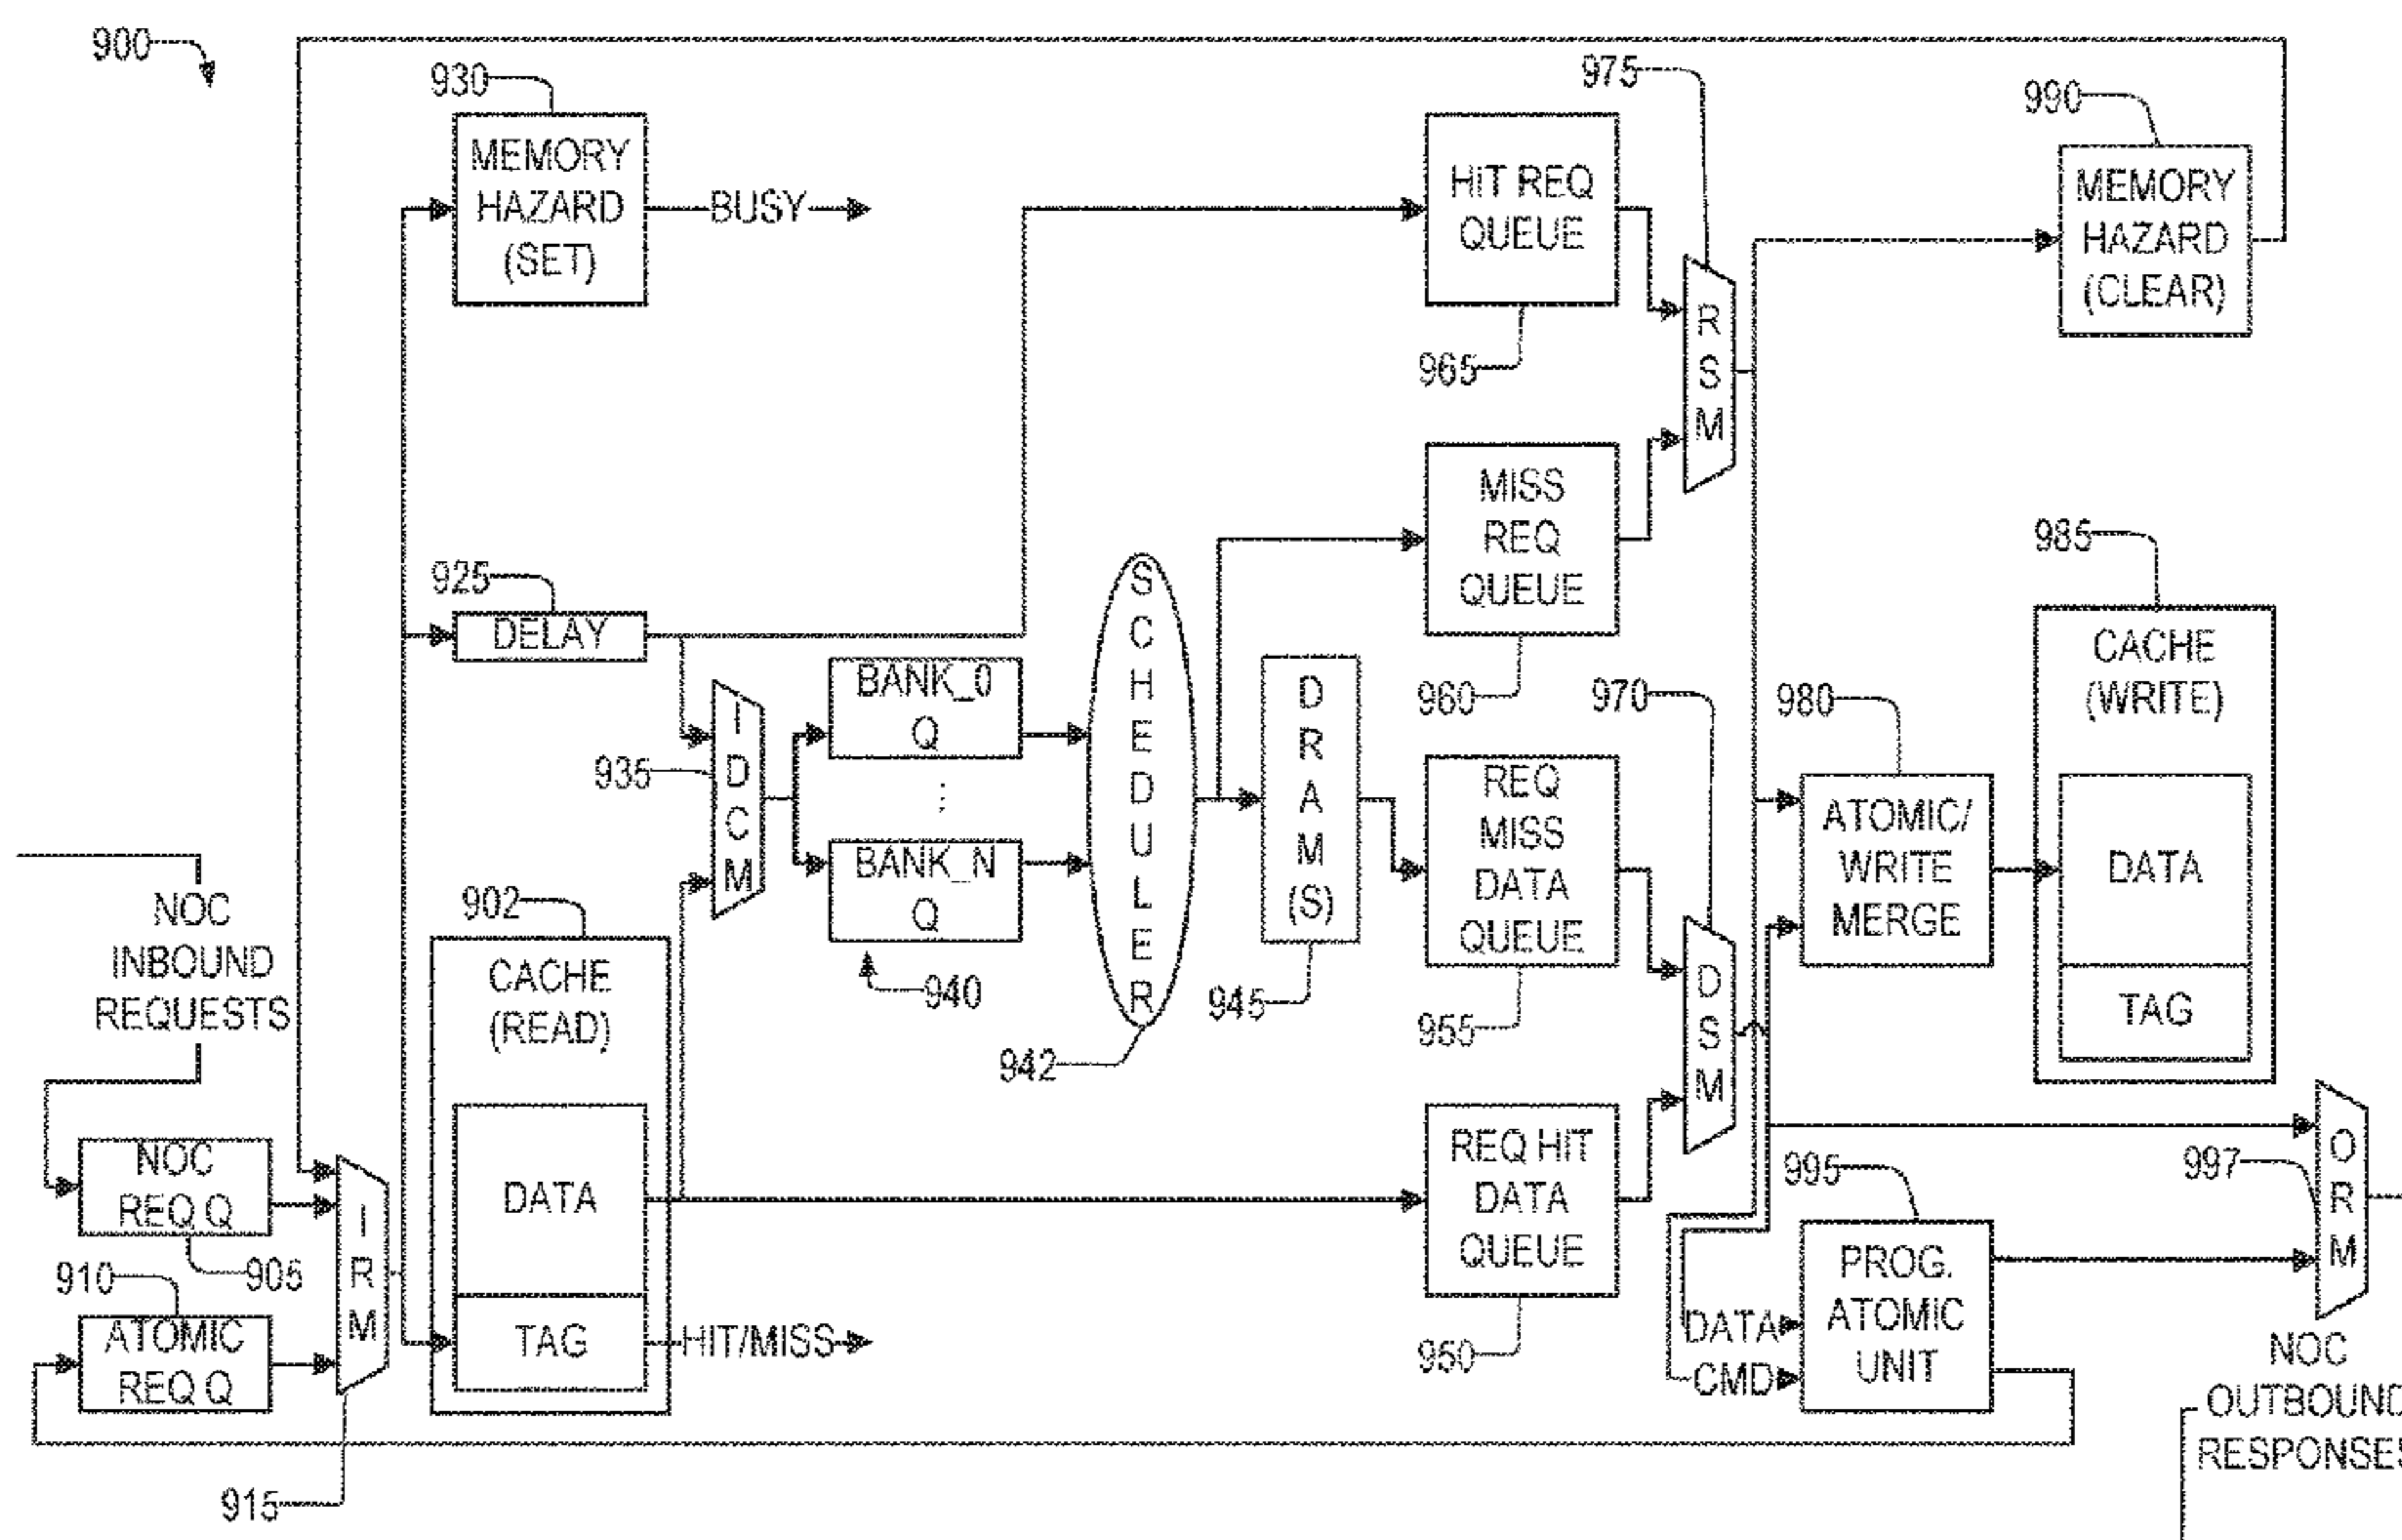 900
930
MEMORY
HAZARD
(SET)
BUSY
975
HIT REQ
QUEUE
965
R
S
M
990
MEMORY
HAZARD
(CLEAR)
925
DELAY
MISS
REQ
QUEUE
960
985
CACHE
(WRITE)
DATA
TAG
935
I
D
C
M
BANK_0
Q
⋮
BANK_N
Q
940
S
C
H
E
D
U
L
E
R
942
D
R
A
M
(S)
945
REQ
MISS
DATA
QUEUE
955
970
D
S
M
980
ATOMIC/
WRITE
MERGE
NOC
INBOUND
REQUESTS
902
CACHE
(READ)
DATA
TAG
HIT/MISS
NOC
REQ Q
905
910
ATOMIC
REQ Q
I
R
M
915
REQ HIT
DATA
QUEUE
950
995
PROG.
ATOMIC
UNIT
DATA
CMD
997
O
R
M
NOC
OUTBOUND
RESPONSES